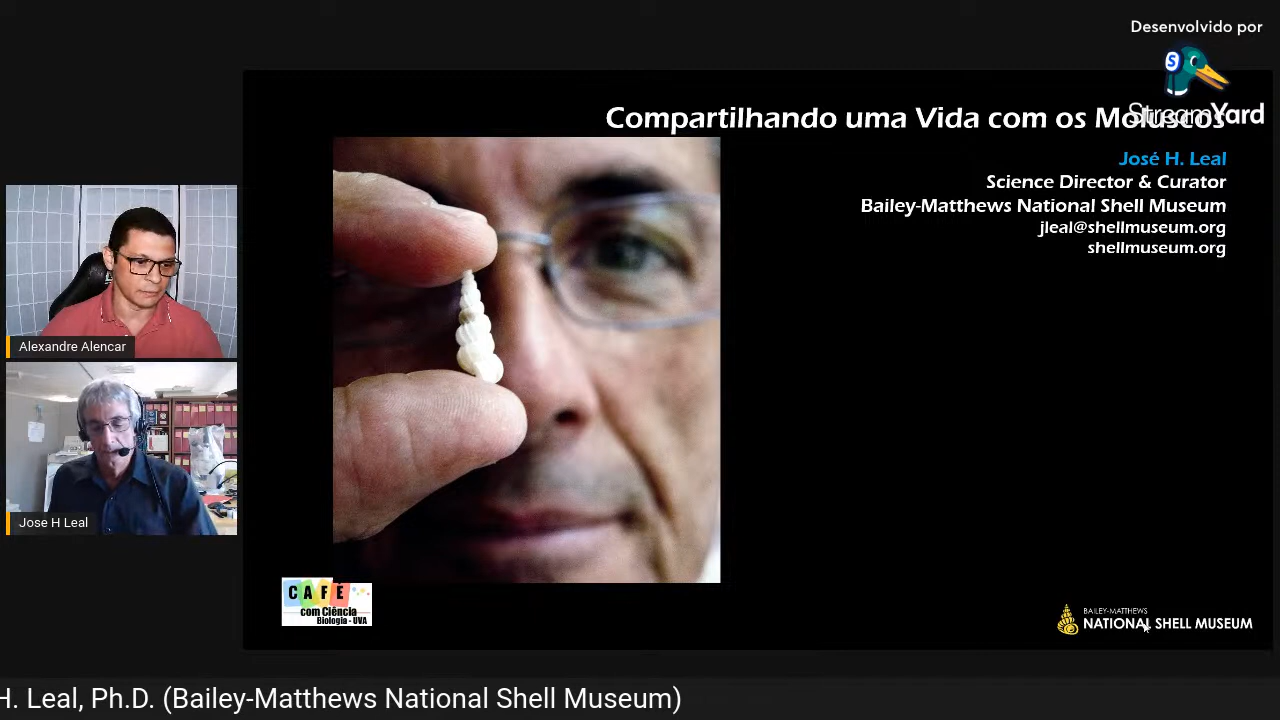 Desenvolvido por
StreamYard
Compartilhando uma Vida com os Moluscos
José H. Leal
Science Director & Curator
Bailey-Matthews National Shell Museum
jleal@shellmuseum.org
shellmuseum.org
Alexandre Alencar
Jose H Leal
CAFÉ
com Ciência
Biologia - UVA
BAILEY-MATTHEWS
NATIONAL SHELL MUSEUM
H. Leal, Ph.D. (Bailey-Matthews National Shell Museum)